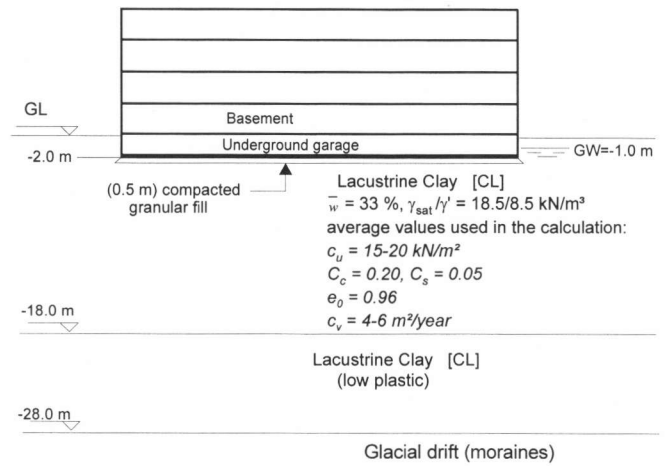 Basement
GL
Underground garage
GW=-1.0 m
-2.0 m
(0.5 m) compacted
granular fill
Lacustrine Clay [CL]
w̅ = 33 %, γsat/γ' = 18.5/8.5 kN/m³
average values used in the calculation:
cu = 15-20 kN/m²
Cc = 0.20, Cs = 0.05
e0 = 0.96
cv = 4-6 m²/year
-18.0 m
Lacustrine Clay [CL]
(low plastic)
-28.0 m
Glacial drift (moraines)